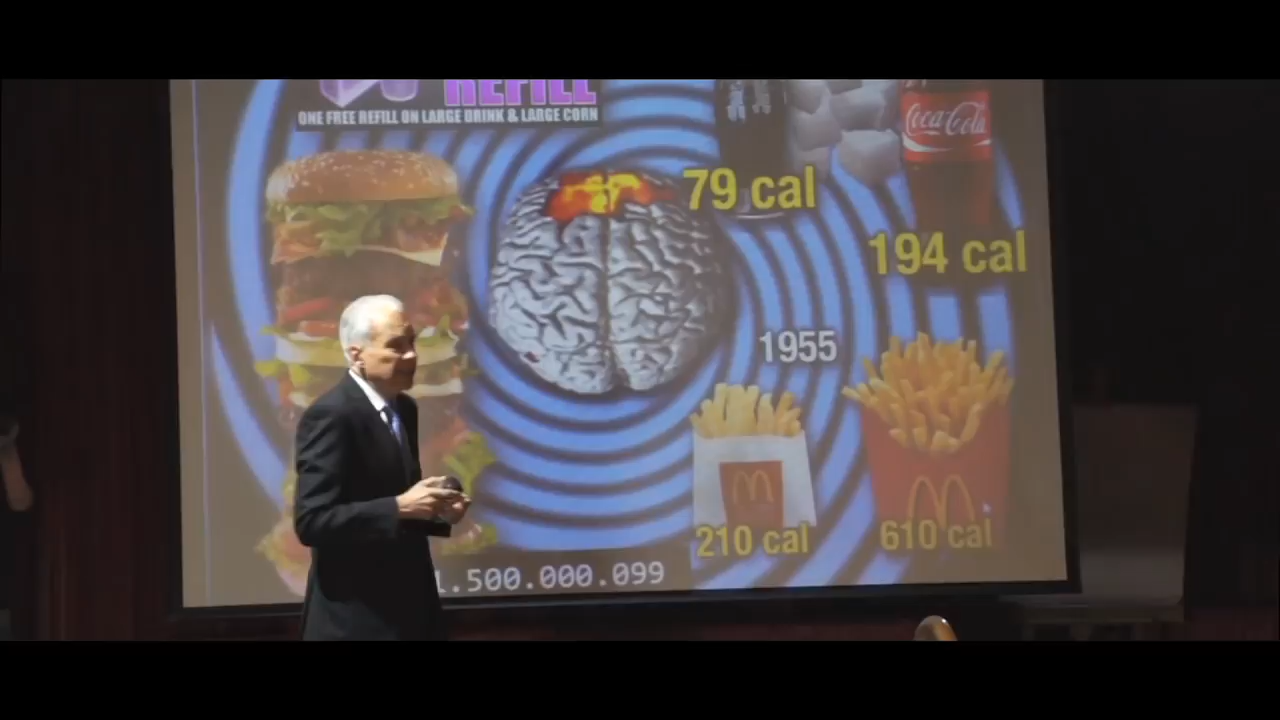 REFILL
ONE FREE REFILL ON LARGE DRINK & LARGE CORN
Coca-Cola
79 cal
194 cal
1955
210 cal
610 cal
1.500.000.099